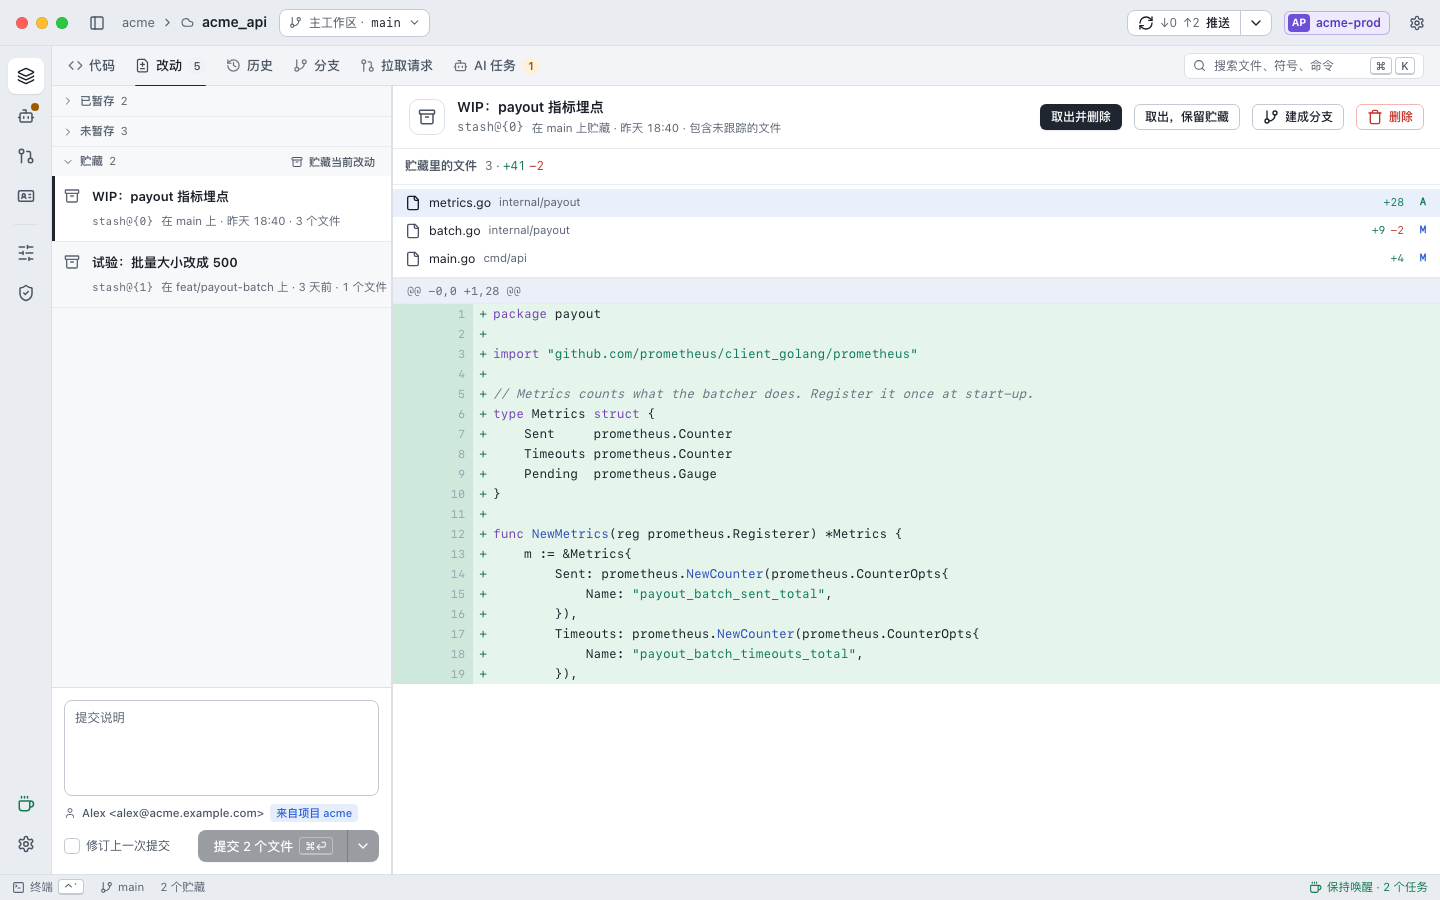 acme > acme_api 主工作区 · main ↓0 ↑2 推送 AP acme-prod
代码 改动 5 历史 分支 拉取请求 AI 任务 1 搜索文件、符号、命令 ⌘ K
已暂存 2
未暂存 3
贮藏 2 贮藏当前改动
WIP：payout 指标埋点
stash@{0} 在 main 上 · 昨天 18:40 · 3 个文件
试验：批量大小改成 500
stash@{1} 在 feat/payout-batch 上 · 3 天前 · 1 个文件
提交说明
Alex <alex@acme.example.com> 来自项目 acme
修订上一次提交 提交 2 个文件 ⌘⏎
WIP：payout 指标埋点
stash@{0} 在 main 上贮藏 · 昨天 18:40 · 包含未跟踪的文件
取出并删除 取出，保留贮藏 建成分支 删除
贮藏里的文件 3 · +41 −2
metrics.go internal/payout +28 A
batch.go internal/payout +9 −2 M
main.go cmd/api +4 M
@@ −0,0 +1,28 @@
1 + package payout
2 +
3 + import "github.com/prometheus/client_golang/prometheus"
4 +
5 + // Metrics counts what the batcher does. Register it once at start-up.
6 + type Metrics struct {
7 + Sent prometheus.Counter
8 + Timeouts prometheus.Counter
9 + Pending prometheus.Gauge
10 + }
11 +
12 + func NewMetrics(reg prometheus.Registerer) *Metrics {
13 + m := &Metrics{
14 + Sent: prometheus.NewCounter(prometheus.CounterOpts{
15 + Name: "payout_batch_sent_total",
16 + }),
17 + Timeouts: prometheus.NewCounter(prometheus.CounterOpts{
18 + Name: "payout_batch_timeouts_total",
19 + }),
终端 ⌃` main 2 个贮藏 保持唤醒 · 2 个任务